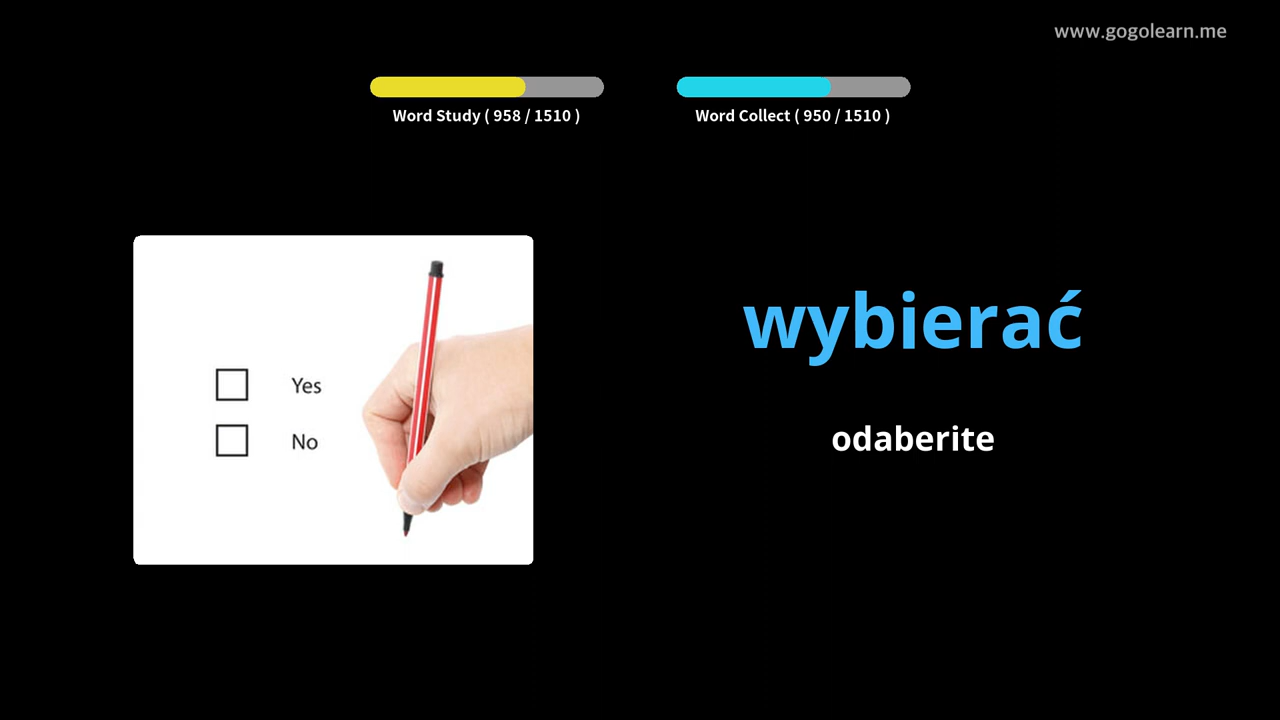 www.gogolearn.me
Word Study ( 958 / 1510 )
Word Collect ( 950 / 1510 )
Yes
No
wybierać
odaberite